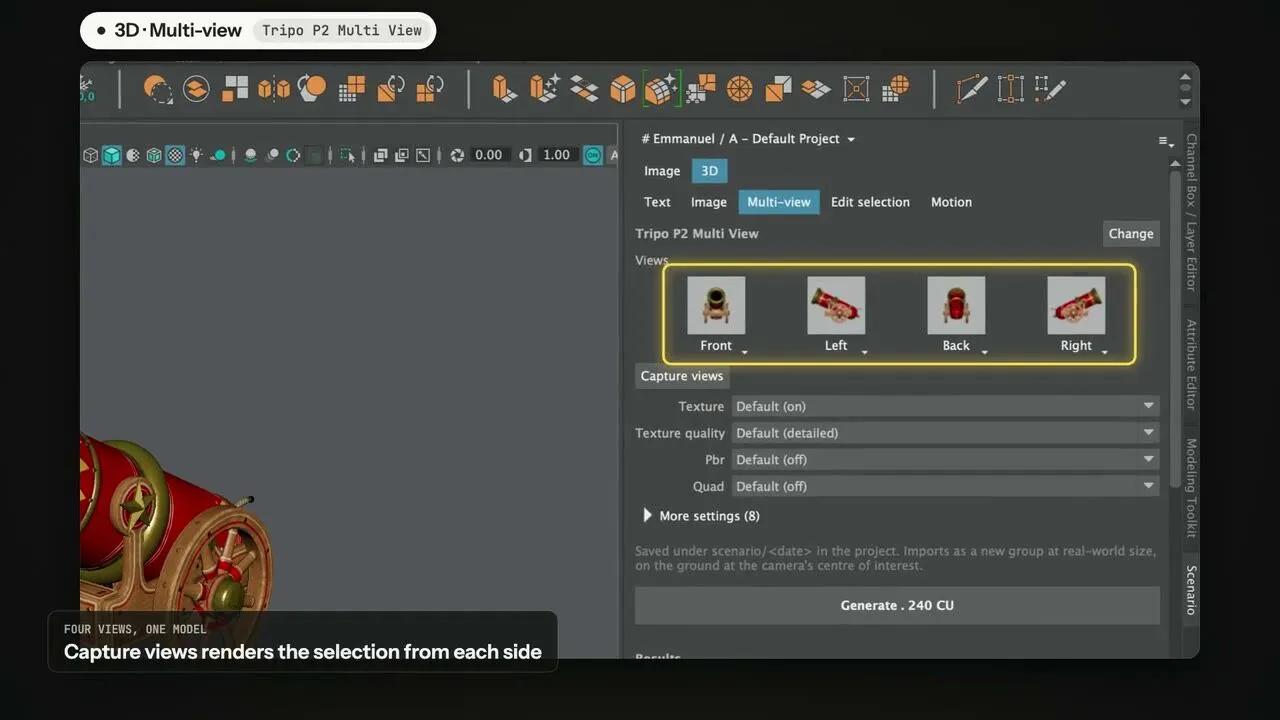 3D · Multi-view Tripo P2 Multi View
0,0
0.00 1.00 ON A
# Emmanuel / A - Default Project
Image 3D
Text Image Multi-view Edit selection Motion
Tripo P2 Multi View Change
Views
Front Left Back Right
Capture views
Texture Default (on)
Texture quality Default (detailed)
Pbr Default (off)
Quad Default (off)
More settings (8)
Saved under scenario/<date> in the project. Imports as a new group at real-world size,
on the ground at the camera's centre of interest.
Generate . 240 CU
Results
Channel Box / Layer Editor
Attribute Editor
Modeling Toolkit
Scenario
FOUR VIEWS, ONE MODEL
Capture views renders the selection from each side